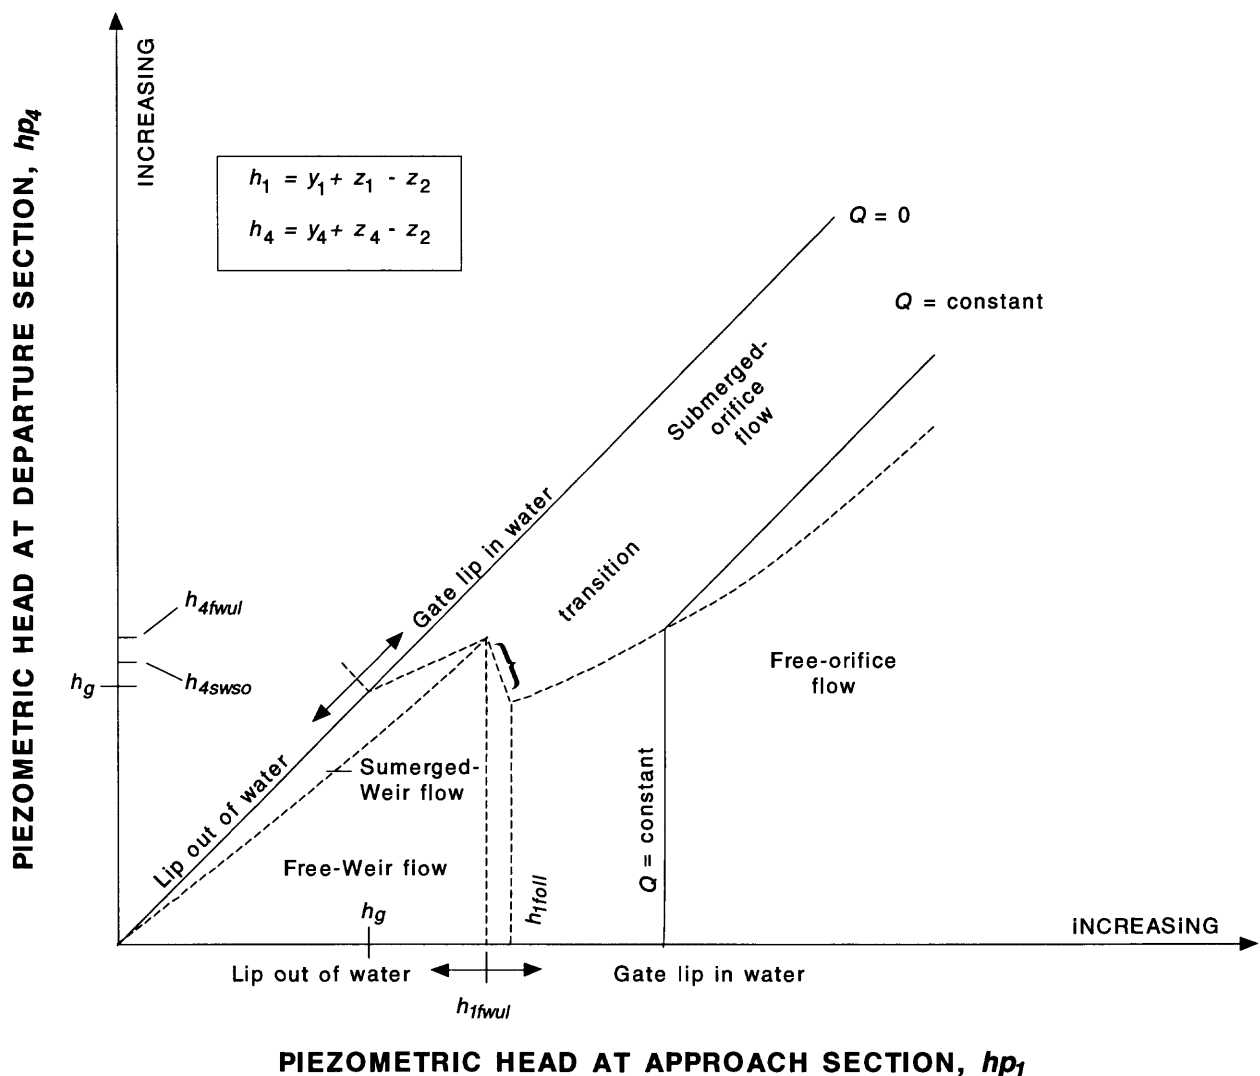 PIEZOMETRIC HEAD AT DEPARTURE SECTION, hp4
INCREASING
h1 = y1 + z1 - z2
h4 = y4 + z4 - z2
Q = 0
Q = constant
Submerged-
orifice
flow
Gate lip in water
transition
h4fwul
h4swso
hg
Free-orifice
flow
Lip out of water
Sumerged-
Weir flow
Free-Weir flow
hg
h1foll
Q = constant
INCREASING
Lip out of water
Gate lip in water
h1fwul
PIEZOMETRIC HEAD AT APPROACH SECTION, hp1